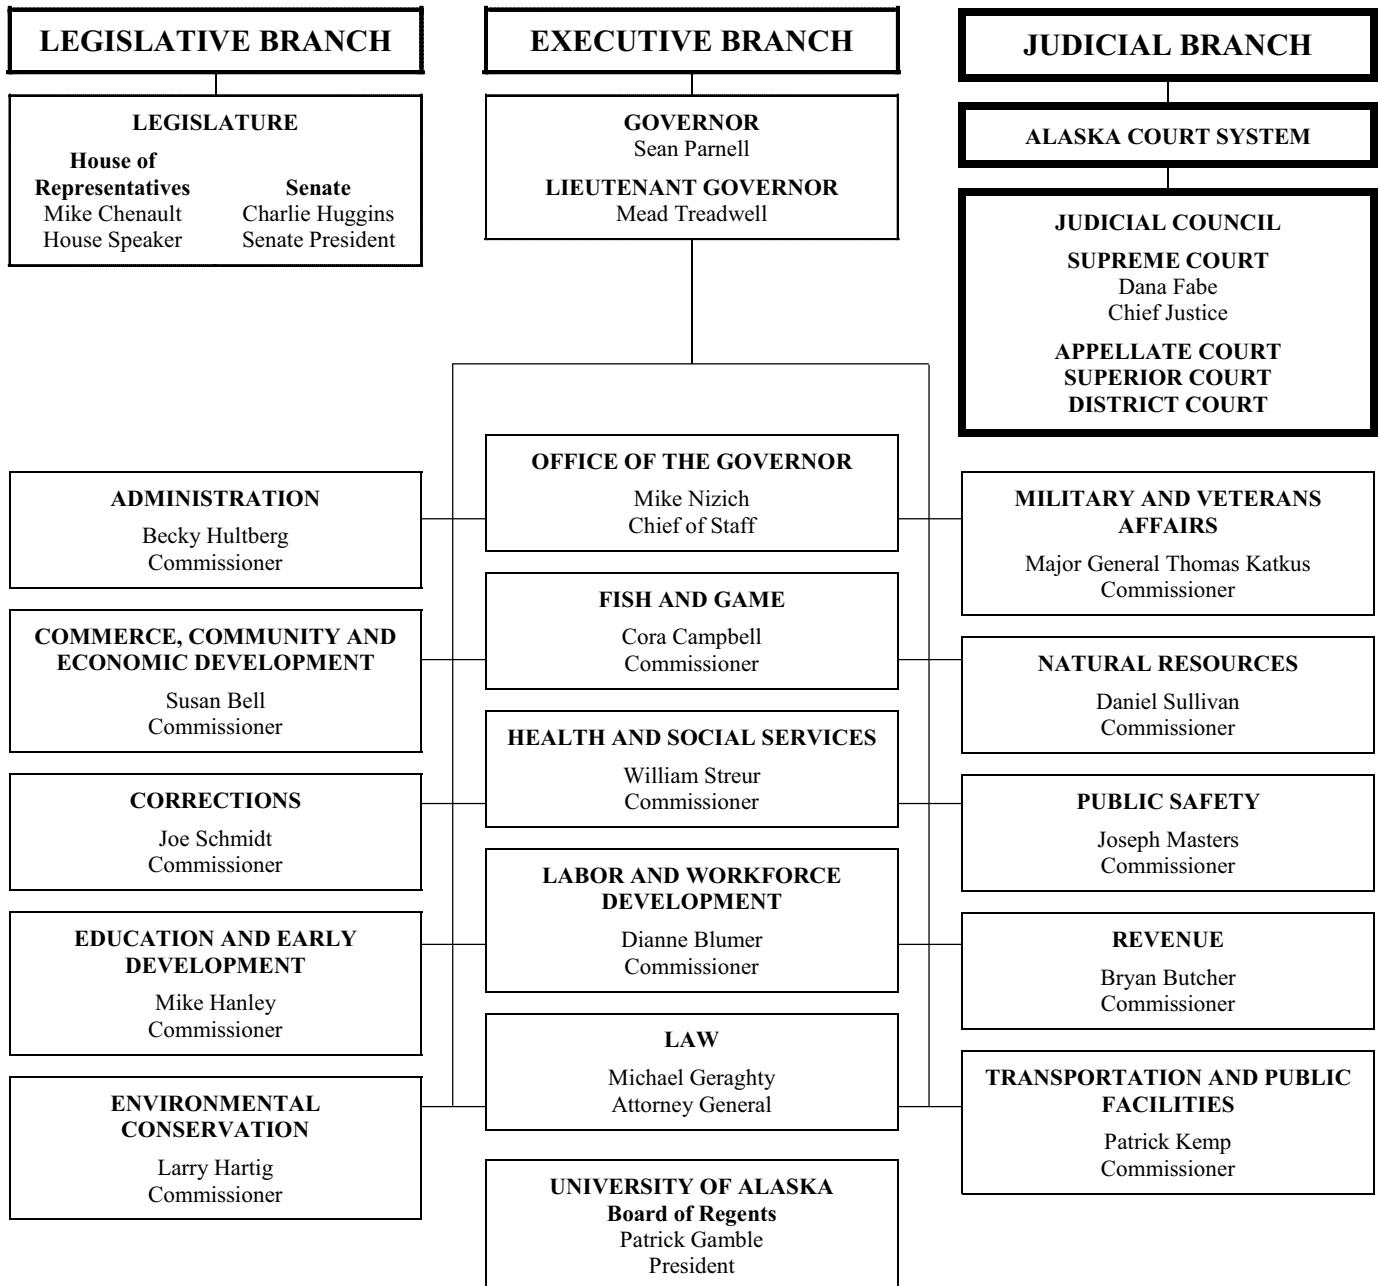 LEGISLATIVE BRANCH
LEGISLATURE
House of
Representatives
Mike Chenault
House Speaker
Senate
Charlie Huggins
Senate President
EXECUTIVE BRANCH
GOVERNOR
Sean Parnell
LIEUTENANT GOVERNOR
Mead Treadwell
JUDICIAL BRANCH
ALASKA COURT SYSTEM
JUDICIAL COUNCIL
SUPREME COURT
Dana Fabe
Chief Justice
APPELLATE COURT
SUPERIOR COURT
DISTRICT COURT
ADMINISTRATION
Becky Hultberg
Commissioner
COMMERCE, COMMUNITY AND
ECONOMIC DEVELOPMENT
Susan Bell
Commissioner
CORRECTIONS
Joe Schmidt
Commissioner
EDUCATION AND EARLY
DEVELOPMENT
Mike Hanley
Commissioner
ENVIRONMENTAL
CONSERVATION
Larry Hartig
Commissioner
OFFICE OF THE GOVERNOR
Mike Nizich
Chief of Staff
FISH AND GAME
Cora Campbell
Commissioner
HEALTH AND SOCIAL SERVICES
William Streur
Commissioner
LABOR AND WORKFORCE
DEVELOPMENT
Dianne Blumer
Commissioner
LAW
Michael Geraghty
Attorney General
UNIVERSITY OF ALASKA
Board of Regents
Patrick Gamble
President
MILITARY AND VETERANS
AFFAIRS
Major General Thomas Katkus
Commissioner
NATURAL RESOURCES
Daniel Sullivan
Commissioner
PUBLIC SAFETY
Joseph Masters
Commissioner
REVENUE
Bryan Butcher
Commissioner
TRANSPORTATION AND PUBLIC
FACILITIES
Patrick Kemp
Commissioner